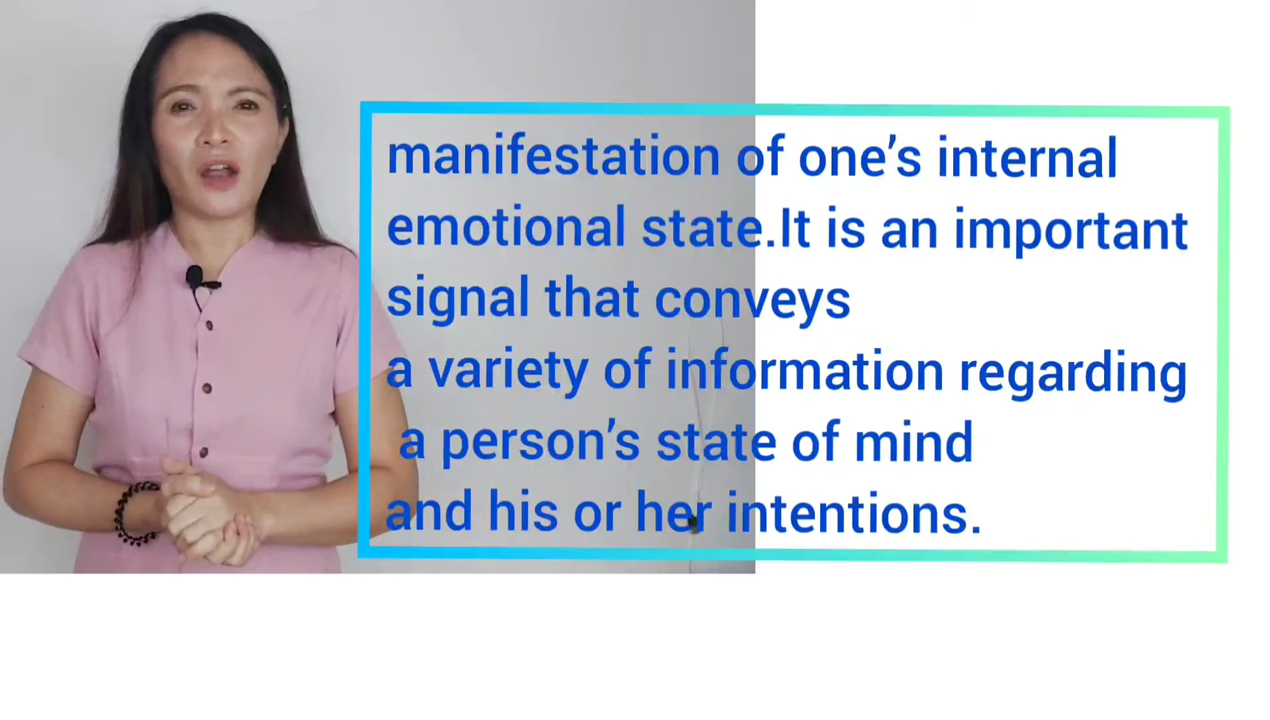 manifestation of one's internal
emotional state.It is an important
signal that conveys
a variety of information regarding
a person's state of mind
and his or her intentions.